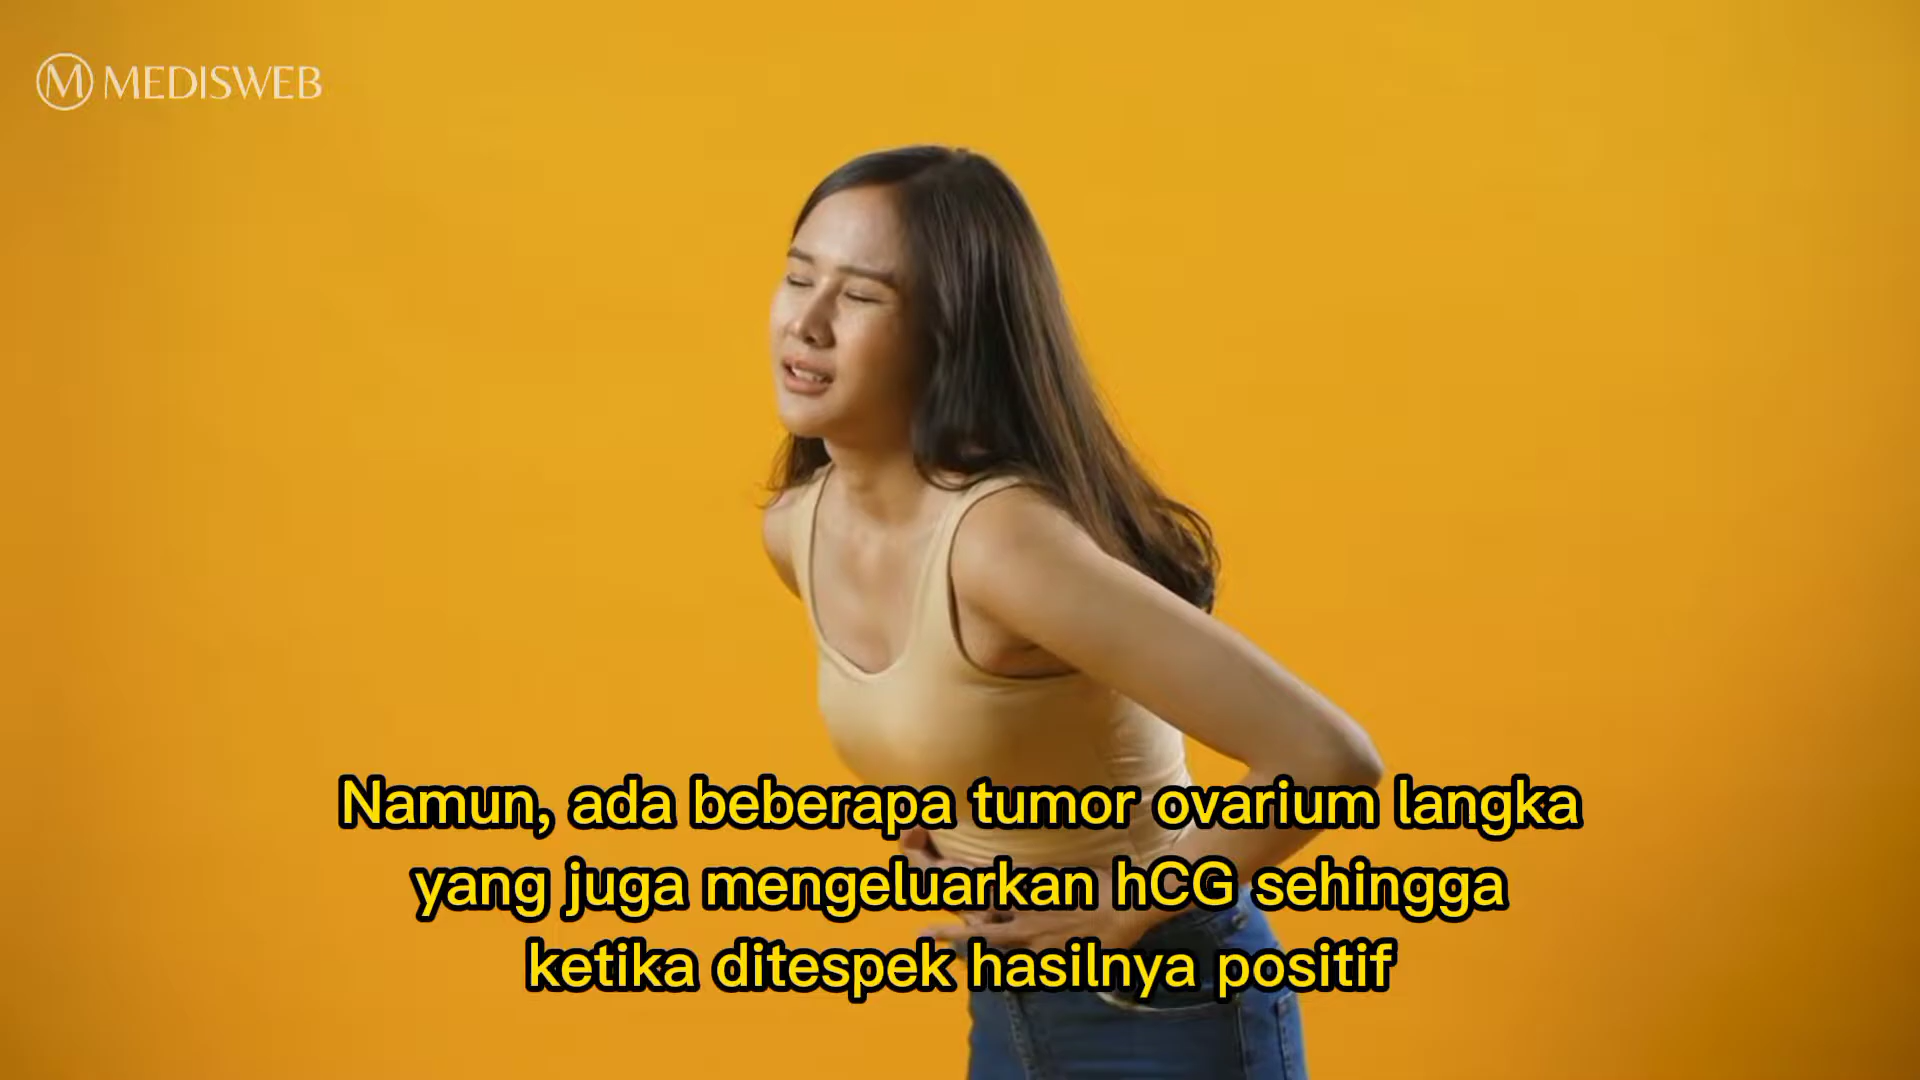 MEDISWEB
Namun, ada beberapa tumor ovarium langka
yang juga mengeluarkan hCG sehingga
ketika ditespek hasilnya positif